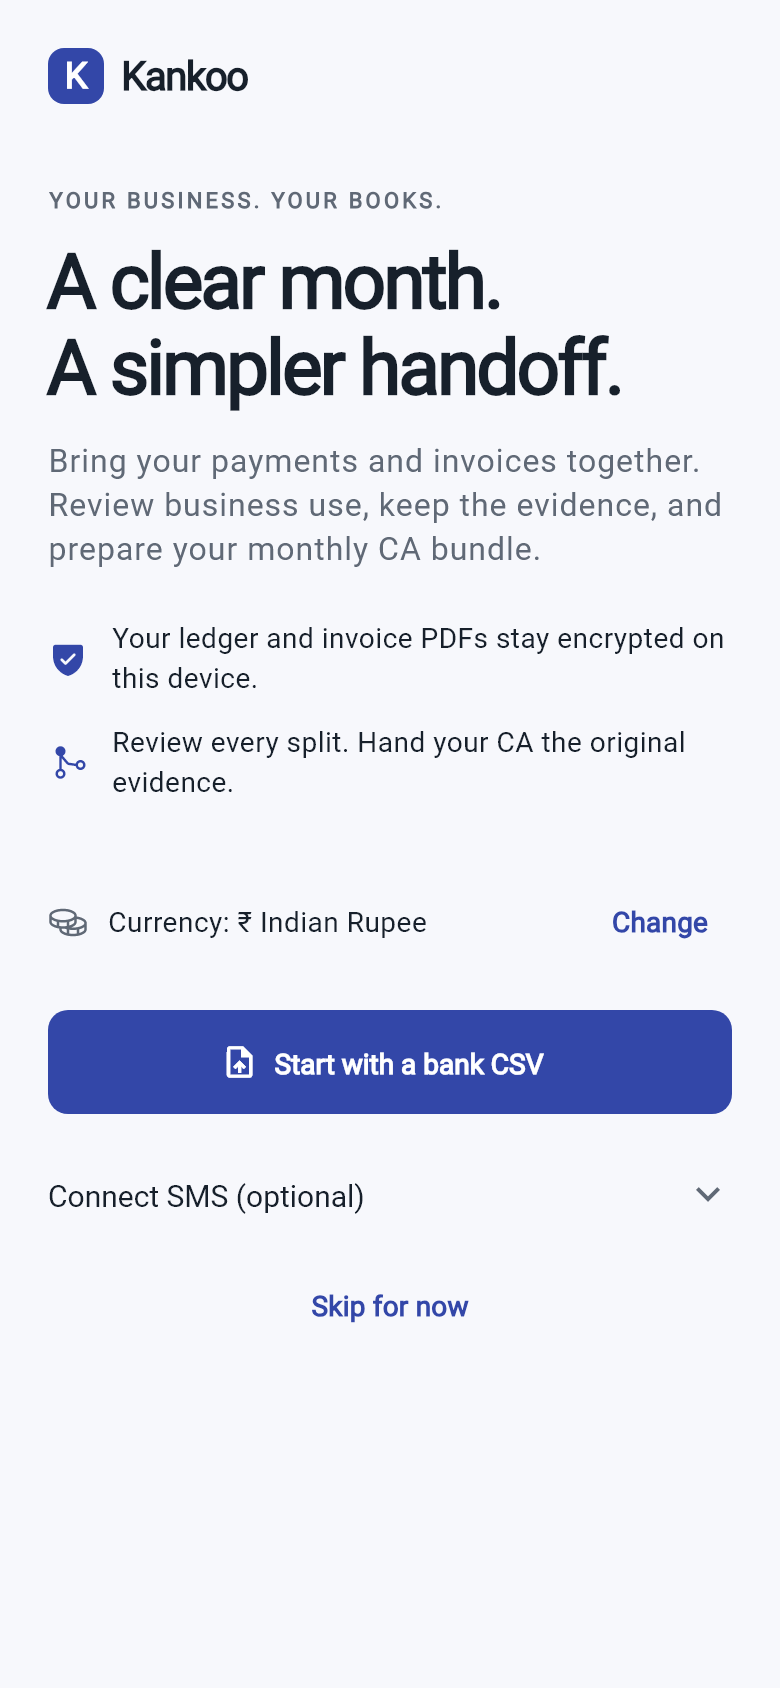 K Kankoo
YOUR BUSINESS. YOUR BOOKS.
A clear month.
A simpler handoff.
Bring your payments and invoices together.
Review business use, keep the evidence, and
prepare your monthly CA bundle.
Your ledger and invoice PDFs stay encrypted on
this device.
Review every split. Hand your CA the original
evidence.
Currency: ₹ Indian Rupee Change
Start with a bank CSV
Connect SMS (optional)
Skip for now